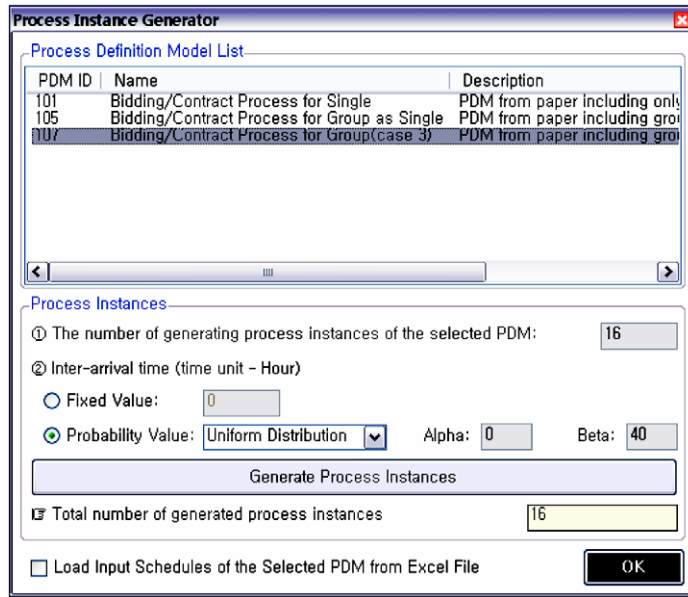 Process Instance Generator
Process Definition Model List
PDM ID Name Description
101 Bidding/Contract Process for Single PDM from paper including only
105 Bidding/Contract Process for Group as Single PDM from paper including grou
107 Bidding/Contract Process for Group(case 3) PDM from paper including grou
Process Instances
① The number of generating process instances of the selected PDM: 16
② Inter-arrival time (time unit - Hour)
Fixed Value: 0
Probability Value: Uniform Distribution Alpha: 0 Beta: 40
Generate Process Instances
☞ Total number of generated process instances 16
Load Input Schedules of the Selected PDM from Excel File OK